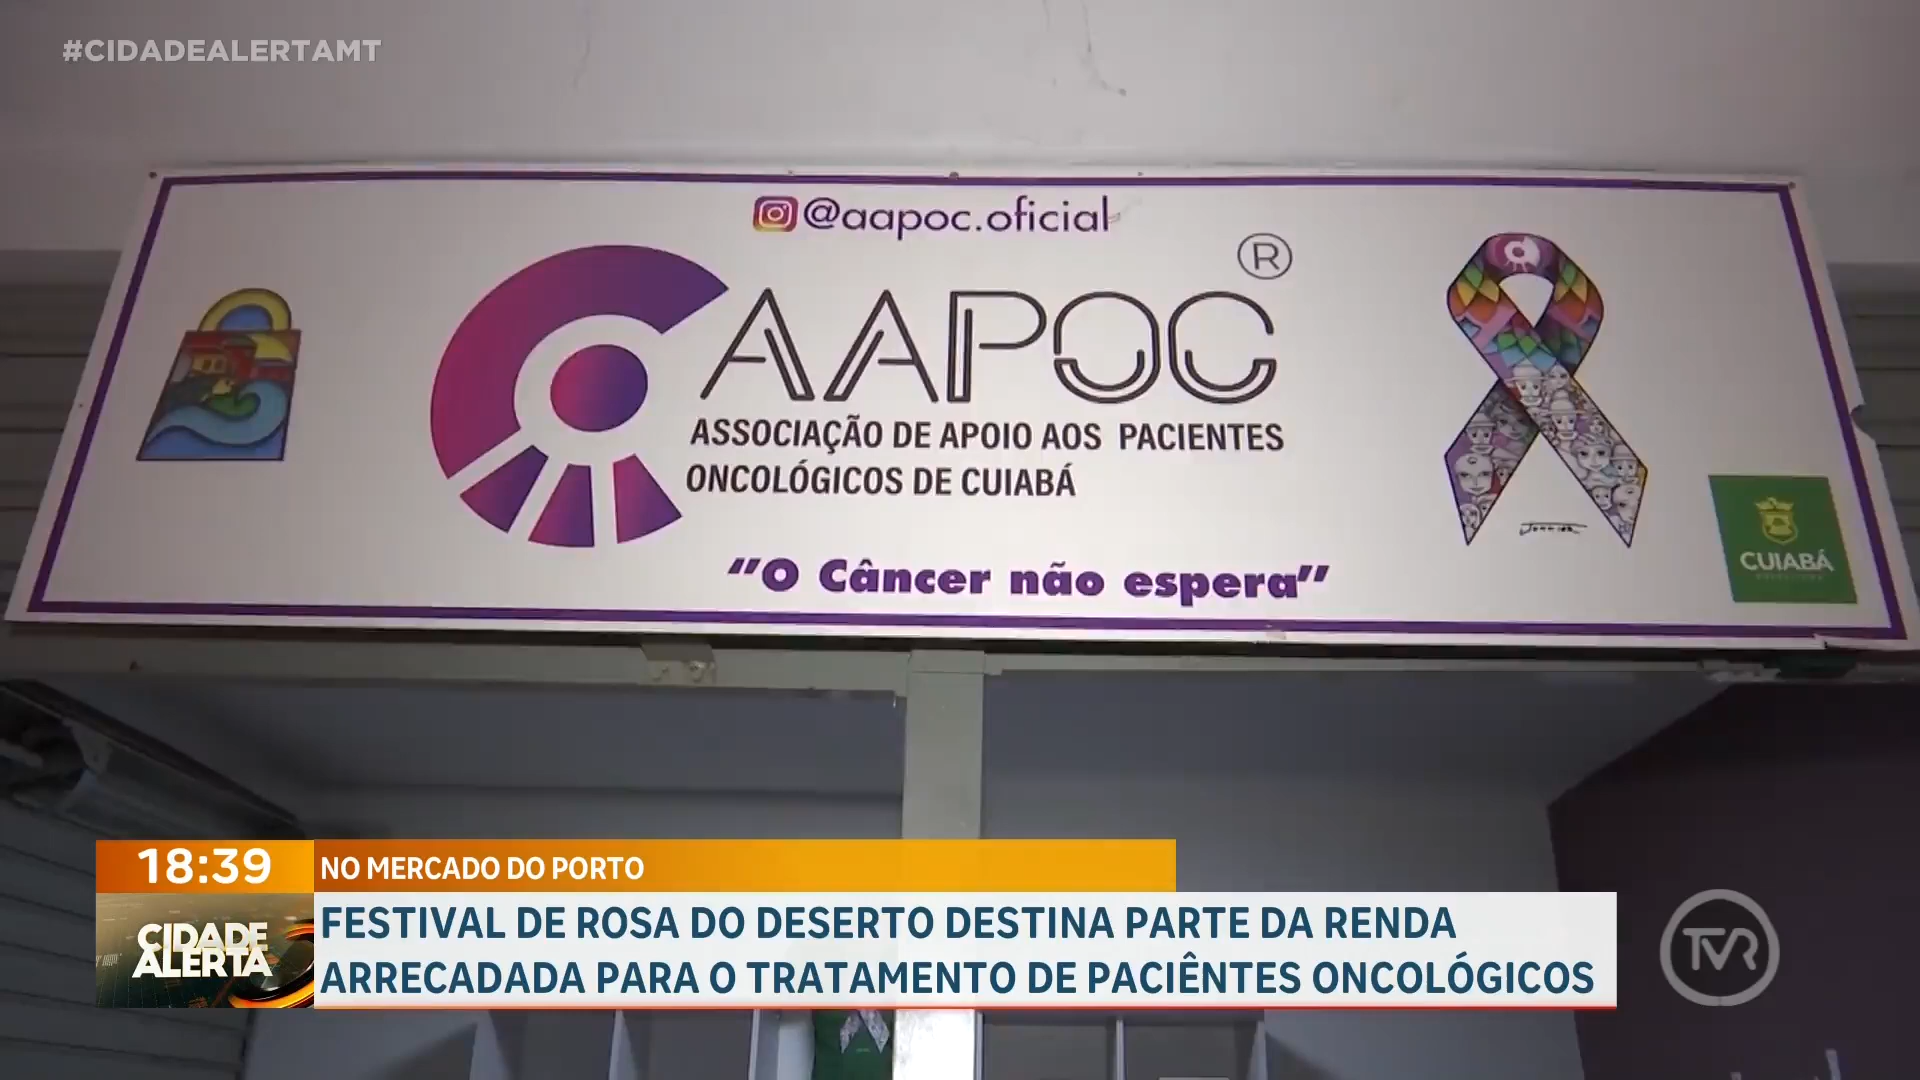 #CIDADEALERTAMT
@aapoc.oficial
AAPOC
®
ASSOCIAÇÃO DE APOIO AOS PACIENTES
ONCOLÓGICOS DE CUIABÁ
"O Câncer não espera"
CUIABÁ
18:39
NO MERCADO DO PORTO
CIDADE
ALERTA
FESTIVAL DE ROSA DO DESERTO DESTINA PARTE DA RENDA
ARRECADADA PARA O TRATAMENTO DE PACIÊNTES ONCOLÓGICOS
TVR